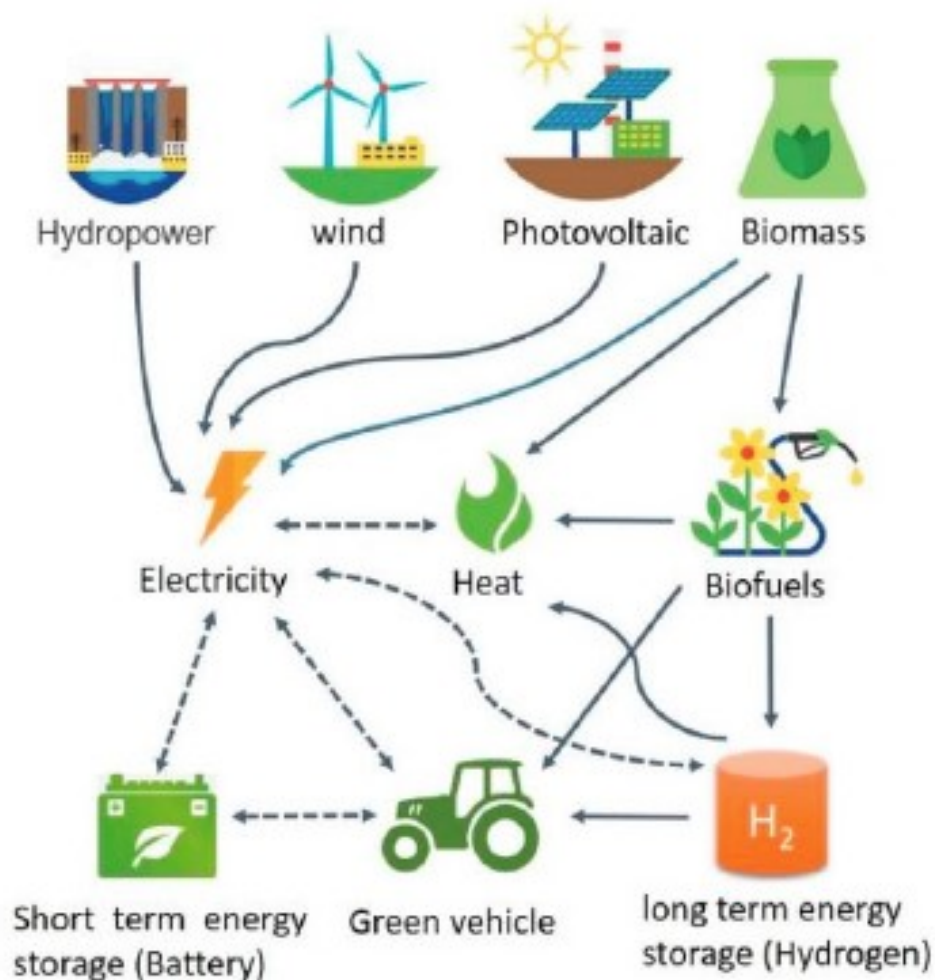 Hydropower
wind
Photovoltaic
Biomass
Electricity
Heat
Biofuels
+ -
H₂
Short term energy
storage (Battery)
Green vehicle
long term energy
storage (Hydrogen)